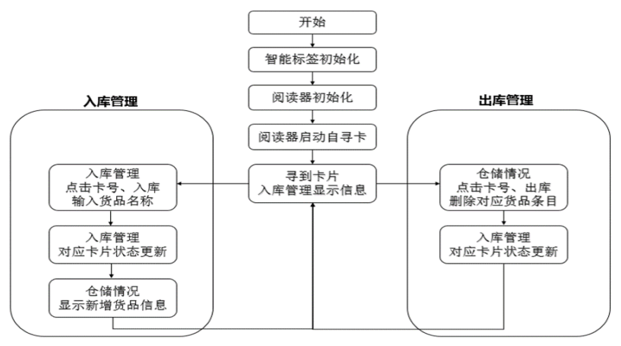 开始
智能标签初始化
阅读器初始化
阅读器启动自寻卡
寻到卡片
入库管理显示信息
入库管理
入库管理
点击卡号、入库
输入货品名称
入库管理
对应卡片状态更新
仓储情况
显示新增货品信息
出库管理
仓储情况
点击卡号、出库
删除对应货品条目
入库管理
对应卡片状态更新